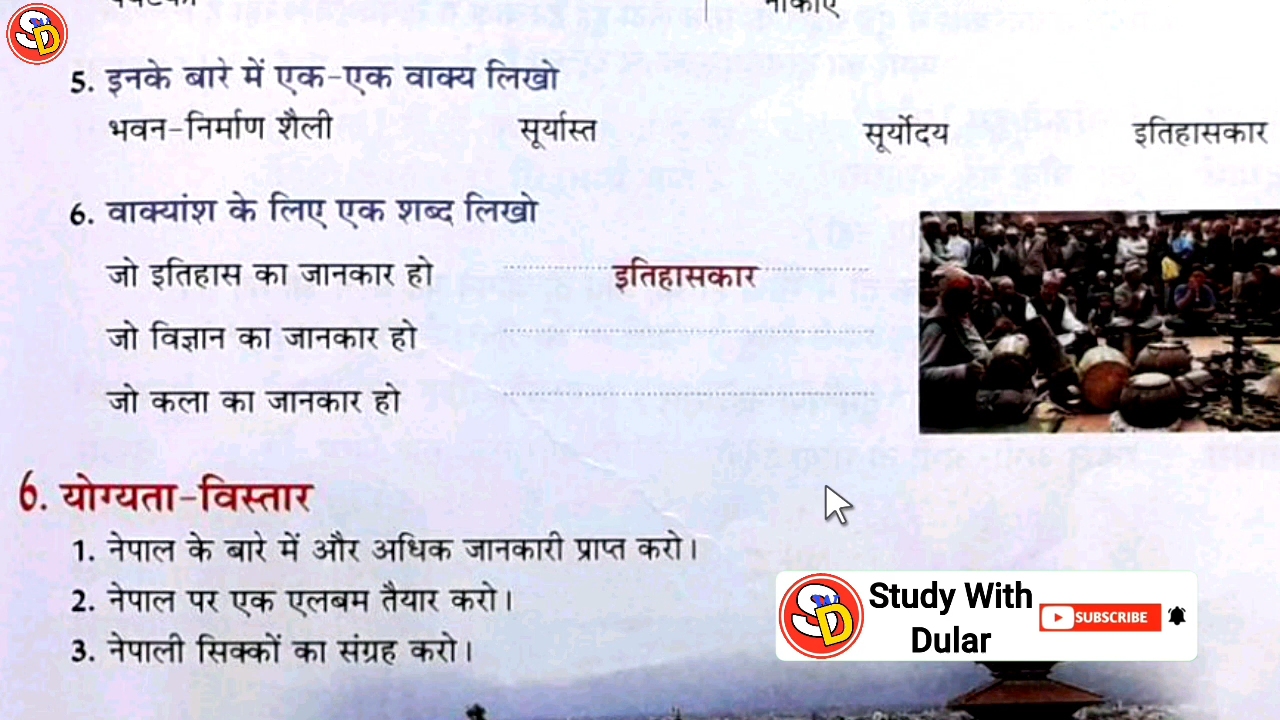 नौकाएँ
5. इनके बारे में एक-एक वाक्य लिखो
भवन-निर्माण शैली सूर्यास्त सूर्योदय इतिहासकार
6. वाक्यांश के लिए एक शब्द लिखो
जो इतिहास का जानकार हो इतिहासकार
जो विज्ञान का जानकार हो
जो कला का जानकार हो
6. योग्यता-विस्तार
1. नेपाल के बारे में और अधिक जानकारी प्राप्त करो।
2. नेपाल पर एक एलबम तैयार करो।
3. नेपाली सिक्कों का संग्रह करो।
Study With
Dular
SUBSCRIBE